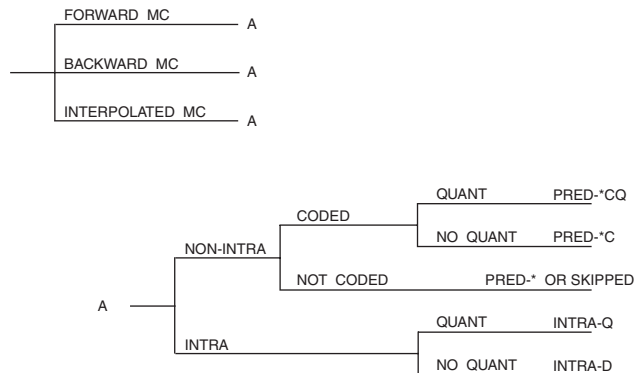 FORWARD MC A
BACKWARD MC A
INTERPOLATED MC A
QUANT PRED-*CQ
CODED
NO QUANT PRED-*C
NON-INTRA
NOT CODED PRED-* OR SKIPPED
A
QUANT INTRA-Q
INTRA
NO QUANT INTRA-D